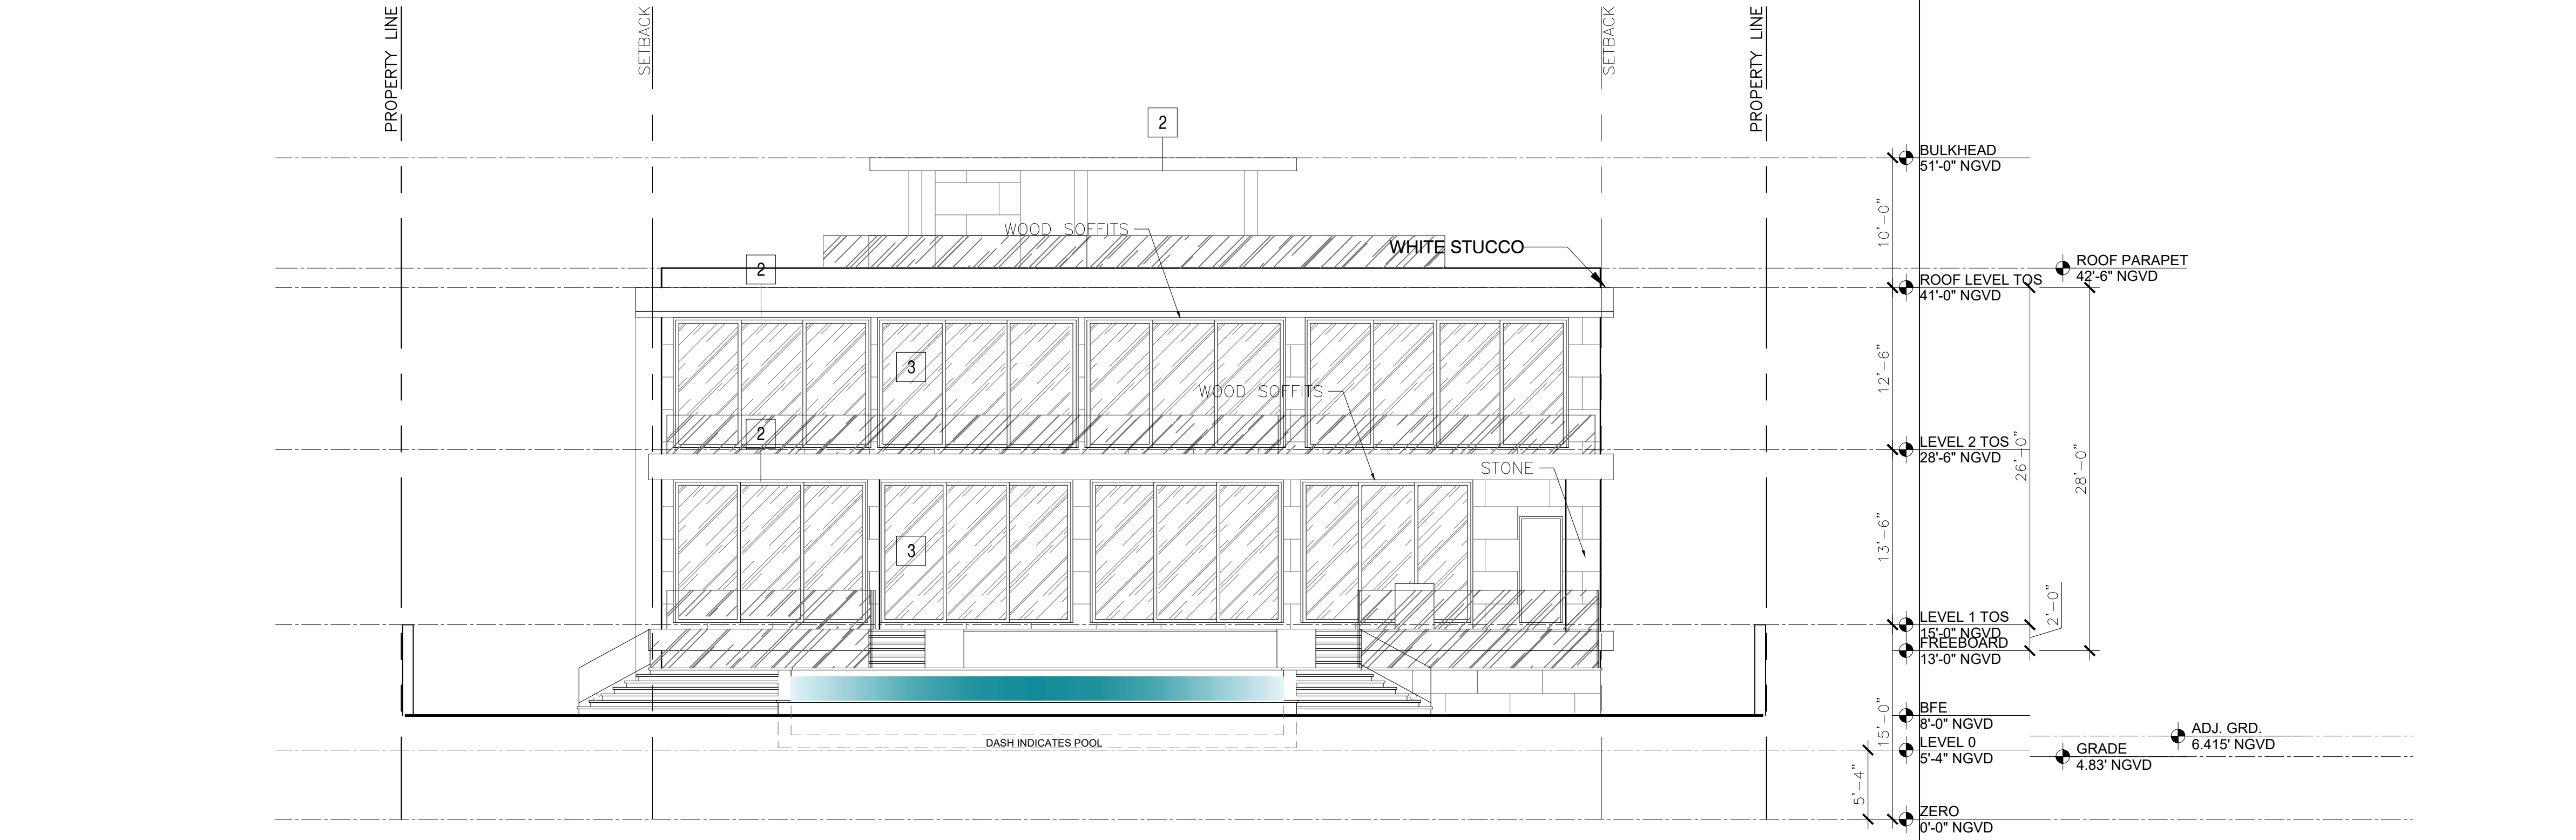 PROPERTY LINE
SETBACK
SETBACK
PROPERTY LINE
2
BULKHEAD
51'-0" NGVD
10'-0"
WOOD SOFFITS
WHITE STUCCO
2
ROOF PARAPET
42'-6" NGVD
ROOF LEVEL TOS
41'-0" NGVD
3
12'-6"
WOOD SOFFITS
2
LEVEL 2 TOS
28'-6" NGVD
26'-0"
28'-0"
STONE
3
13'-6"
2'-0"
LEVEL 1 TOS
15'-0" NGVD
FREEBOARD
13'-0" NGVD
BFE
8'-0" NGVD
15'-0"
ADJ. GRD.
6.415' NGVD
DASH INDICATES POOL
LEVEL 0
5'-4" NGVD
GRADE
4.83' NGVD
5'-4"
ZERO
0'-0" NGVD